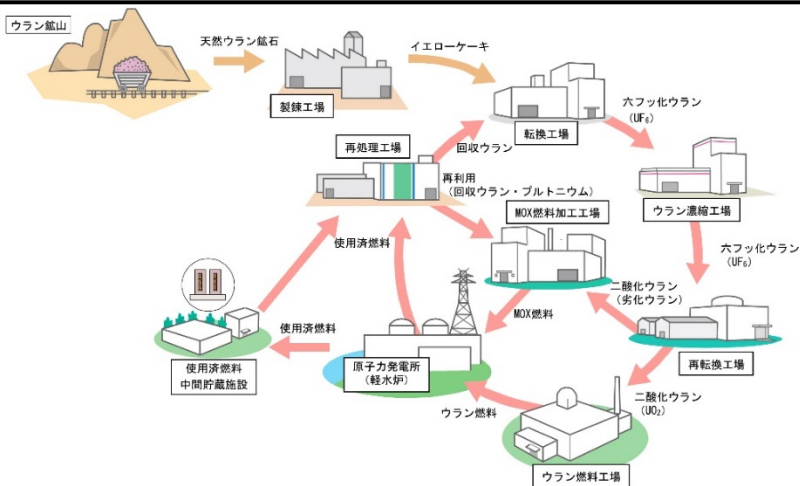 ウラン鉱山
天然ウラン鉱石
イエローケーキ
製錬工場
六フッ化ウラン
(UF₆)
転換工場
再処理工場
回収ウラン
再利用
(回収ウラン・プルトニウム)
ウラン濃縮工場
MOX燃料加工工場
使用済燃料
六フッ化ウラン
(UF₆)
二酸化ウラン
(劣化ウラン)
MOX燃料
使用済燃料
再転換工場
使用済燃料
中間貯蔵施設
原子力発電所
(軽水炉)
二酸化ウラン
(UO₂)
ウラン燃料
ウラン燃料工場